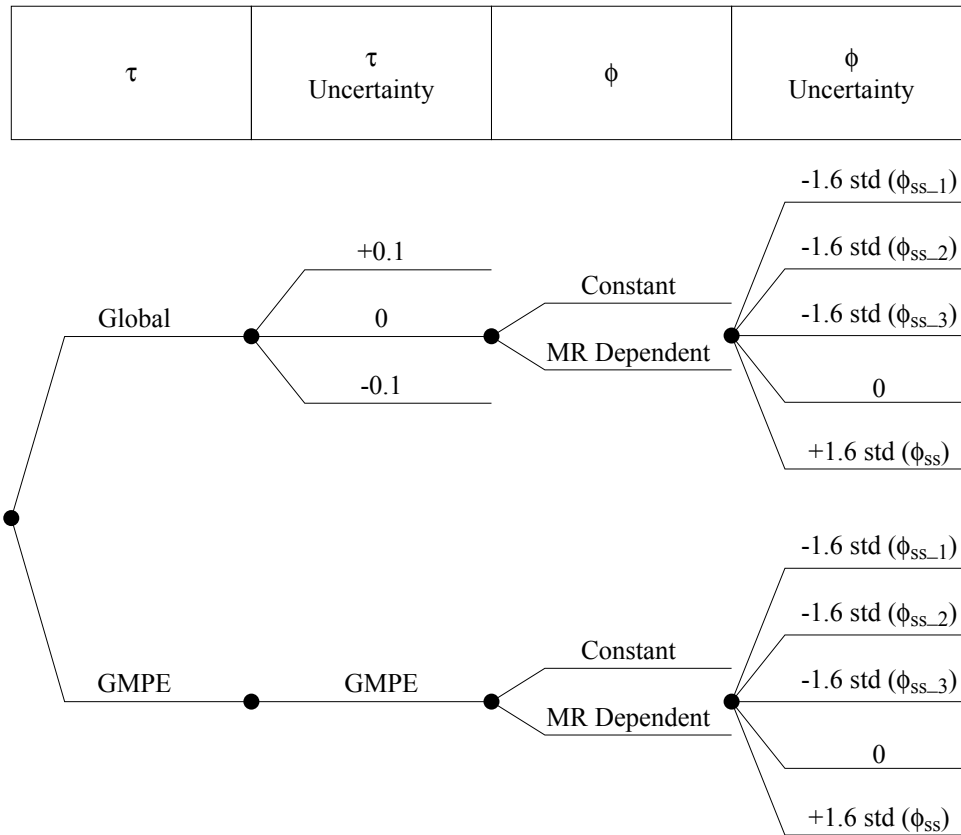 τ
τ
Uncertainty
ϕ
ϕ
Uncertainty
-1.6 std (ϕss_1)
+0.1
-1.6 std (ϕss_2)
Constant
Global
0
-1.6 std (ϕss_3)
MR Dependent
-0.1
0
+1.6 std (ϕss)
-1.6 std (ϕss_1)
-1.6 std (ϕss_2)
Constant
GMPE
GMPE
-1.6 std (ϕss_3)
MR Dependent
0
+1.6 std (ϕss)